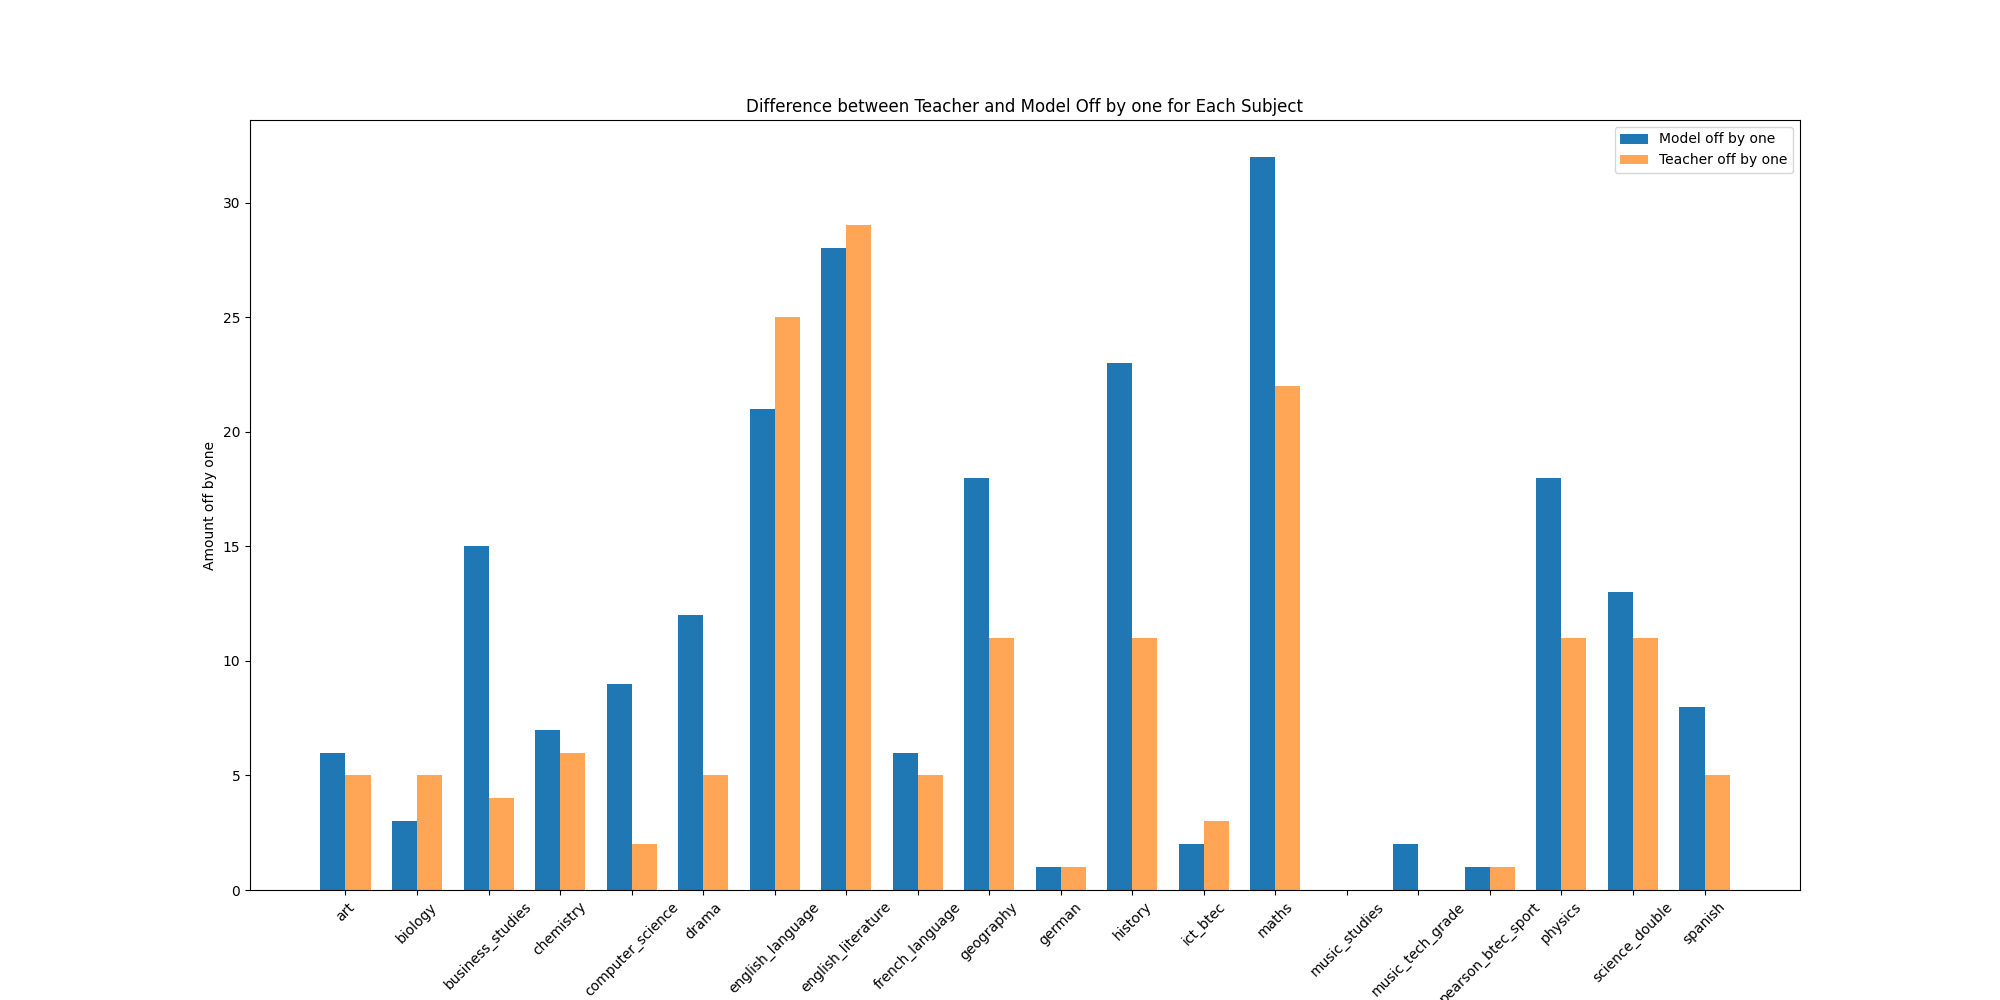 Difference between Teacher and Model Off by one for Each Subject
Model off by one
Teacher off by one
Amount off by one
30
25
20
15
10
5
0
art
biology
business_studies
chemistry
computer_science
drama
english_language
english_literature
french_language
geography
german
history
ict_btec
maths
music_studies
music_tech_grade
pearson_btec_sport
physics
science_double
spanish